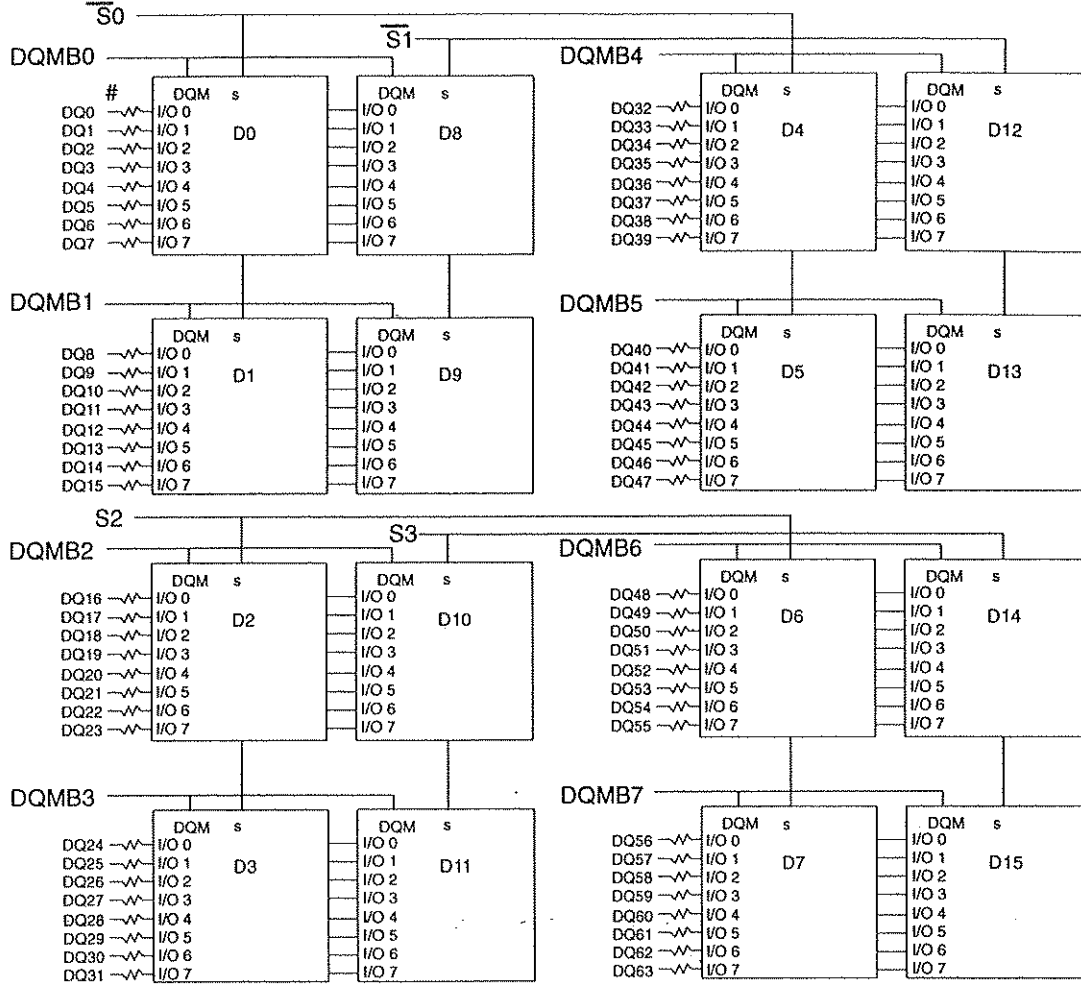 S0
S1
DQMB0
DQMB4
#
DQM s
DQM s
DQM s
DQM s
DQ0 I/O 0 I/O 0 DQ32 I/O 0 I/O 0
DQ1 I/O 1 D0 I/O 1 D8 DQ33 I/O 1 D4 I/O 1 D12
DQ2 I/O 2 I/O 2 DQ34 I/O 2 I/O 2
DQ3 I/O 3 I/O 3 DQ35 I/O 3 I/O 3
DQ4 I/O 4 I/O 4 DQ36 I/O 4 I/O 4
DQ5 I/O 5 I/O 5 DQ37 I/O 5 I/O 5
DQ6 I/O 6 I/O 6 DQ38 I/O 6 I/O 6
DQ7 I/O 7 I/O 7 DQ39 I/O 7 I/O 7
DQMB1
DQMB5
DQM s
DQM s
DQM s
DQM s
DQ8 I/O 0 I/O 0 DQ40 I/O 0 I/O 0
DQ9 I/O 1 D1 I/O 1 D9 DQ41 I/O 1 D5 I/O 1 D13
DQ10 I/O 2 I/O 2 DQ42 I/O 2 I/O 2
DQ11 I/O 3 I/O 3 DQ43 I/O 3 I/O 3
DQ12 I/O 4 I/O 4 DQ44 I/O 4 I/O 4
DQ13 I/O 5 I/O 5 DQ45 I/O 5 I/O 5
DQ14 I/O 6 I/O 6 DQ46 I/O 6 I/O 6
DQ15 I/O 7 I/O 7 DQ47 I/O 7 I/O 7
S2
S3
DQMB2
DQMB6
DQM s
DQM s
DQM s
DQM s
DQ16 I/O 0 I/O 0 DQ48 I/O 0 I/O 0
DQ17 I/O 1 D2 I/O 1 D10 DQ49 I/O 1 D6 I/O 1 D14
DQ18 I/O 2 I/O 2 DQ50 I/O 2 I/O 2
DQ19 I/O 3 I/O 3 DQ51 I/O 3 I/O 3
DQ20 I/O 4 I/O 4 DQ52 I/O 4 I/O 4
DQ21 I/O 5 I/O 5 DQ53 I/O 5 I/O 5
DQ22 I/O 6 I/O 6 DQ54 I/O 6 I/O 6
DQ23 I/O 7 I/O 7 DQ55 I/O 7 I/O 7
DQMB3
DQMB7
DQM s
DQM s
DQM s
DQM s
DQ24 I/O 0 I/O 0 DQ56 I/O 0 I/O 0
DQ25 I/O 1 D3 I/O 1 D11 DQ57 I/O 1 D7 I/O 1 D15
DQ26 I/O 2 I/O 2 DQ58 I/O 2 I/O 2
DQ27 I/O 3 I/O 3 DQ59 I/O 3 I/O 3
DQ28 I/O 4 I/O 4 DQ60 I/O 4 I/O 4
DQ29 I/O 5 I/O 5 DQ61 I/O 5 I/O 5
DQ30 I/O 6 I/O 6 DQ62 I/O 6 I/O 6
DQ31 I/O 7 I/O 7 DQ63 I/O 7 I/O 7